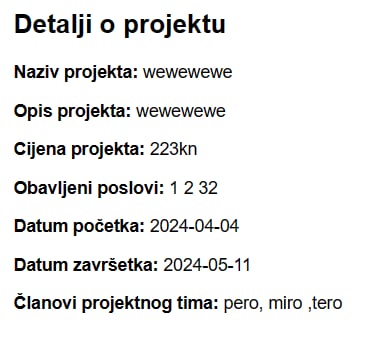 Detalji o projektu
Naziv projekta: wewewewe
Opis projekta: wewewewe
Cijena projekta: 223kn
Obavljeni poslovi: 1 2 32
Datum početka: 2024-04-04
Datum završetka: 2024-05-11
Članovi projektnog tima: pero, miro ,tero